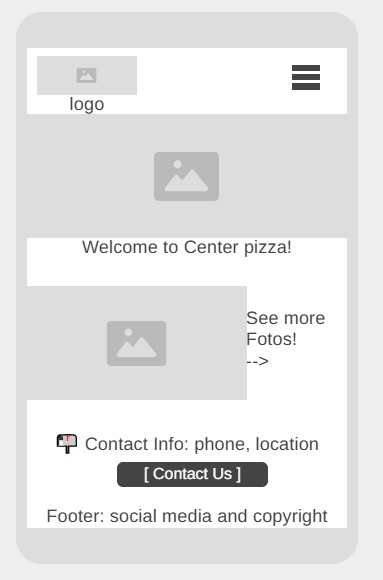 logo
Welcome to Center pizza!
See more
Fotos!
-->
Contact Info: phone, location
[ Contact Us ]
Footer: social media and copyright